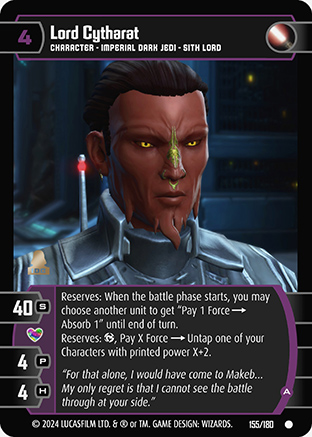 4
Lord Cytharat
CHARACTER - IMPERIAL DARK JEDI - SITH LORD
40 S
4 P
4 H
Reserves: When the battle phase starts, you may
choose another unit to get "Pay 1 Force →
Absorb 1" until end of turn.
Reserves: , Pay X Force → Untap one of your
Characters with printed power X+2.
"For that alone, I would have come to Makeb...
My only regret is that I cannot see the battle
through at your side."
A
© 2024 LUCASFILM LTD. & ® or TM. GAME DESIGN: WIZARDS.
155/180